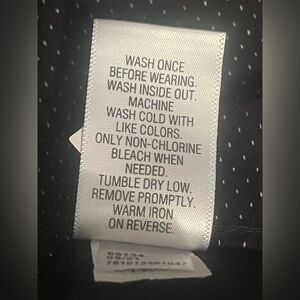 WASH ONCE
BEFORE WEARING.
WASH INSIDE OUT.
MACHINE
WASH COLD WITH
LIKE COLORS.
ONLY NON-CHLORINE
BLEACH WHEN
NEEDED.
TUMBLE DRY LOW.
REMOVE PROMPTLY.
WARM IRON
ON REVERSE.